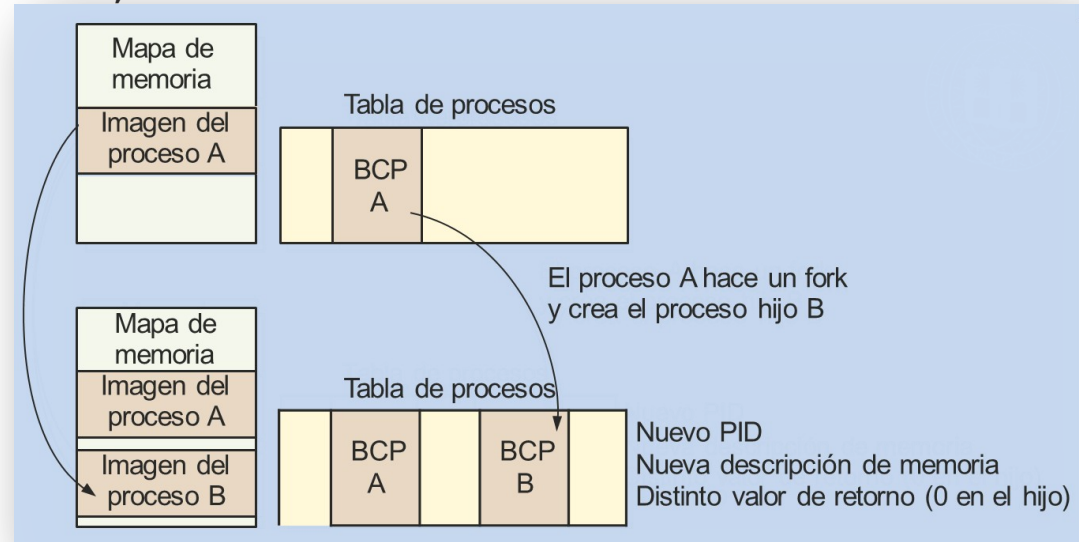 Mapa de
memoria
Imagen del
proceso A
Tabla de procesos
BCP
A
El proceso A hace un fork
y crea el proceso hijo B
Mapa de
memoria
Imagen del
proceso A
Imagen del
proceso B
Tabla de procesos
BCP
A
BCP
B
Nuevo PID
Nueva descripción de memoria
Distinto valor de retorno (0 en el hijo)